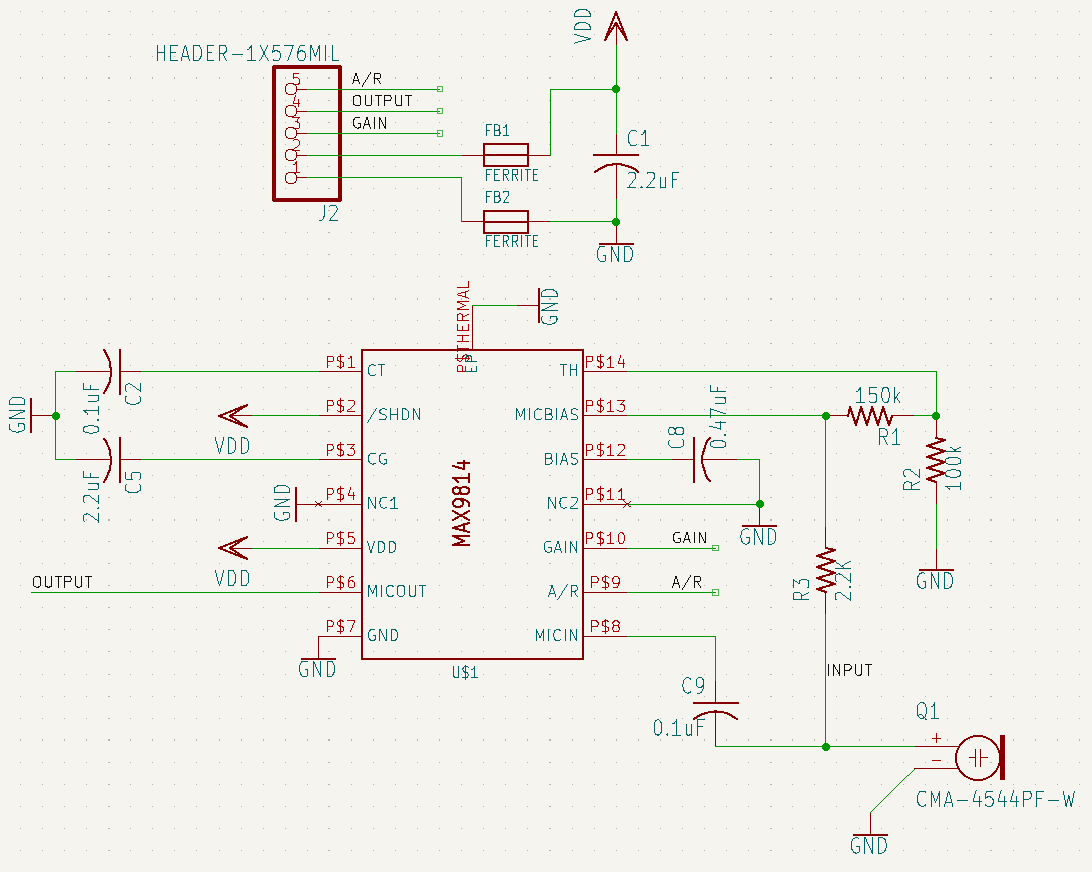 VDD
HEADER-1X576MIL
5
A/R
4
OUTPUT
3
GAIN
2
1
J2
FB1
FERRITE
FB2
FERRITE
C1
2.2uF
GND
P$THERMAL
EP
GND
P$1
CT
TH
P$14
0.1uF
C2
GND
P$2
/SHDN
VDD
MICBIAS
P$13
150k
R1
R2
100k
GND
P$3
CG
2.2uF
C5
BIAS
P$12
C8
0.47uF
GND
P$4
NC1
NC2
P$11
GND
MAX9814
P$5
VDD
VDD
GAIN
P$10
GAIN
OUTPUT
P$6
MICOUT
A/R
P$9
A/R
R3
2.2K
P$7
GND
GND
MICIN
P$8
U$1
INPUT
C9
0.1uF
Q1
+
-
CMA-4544PF-W
GND